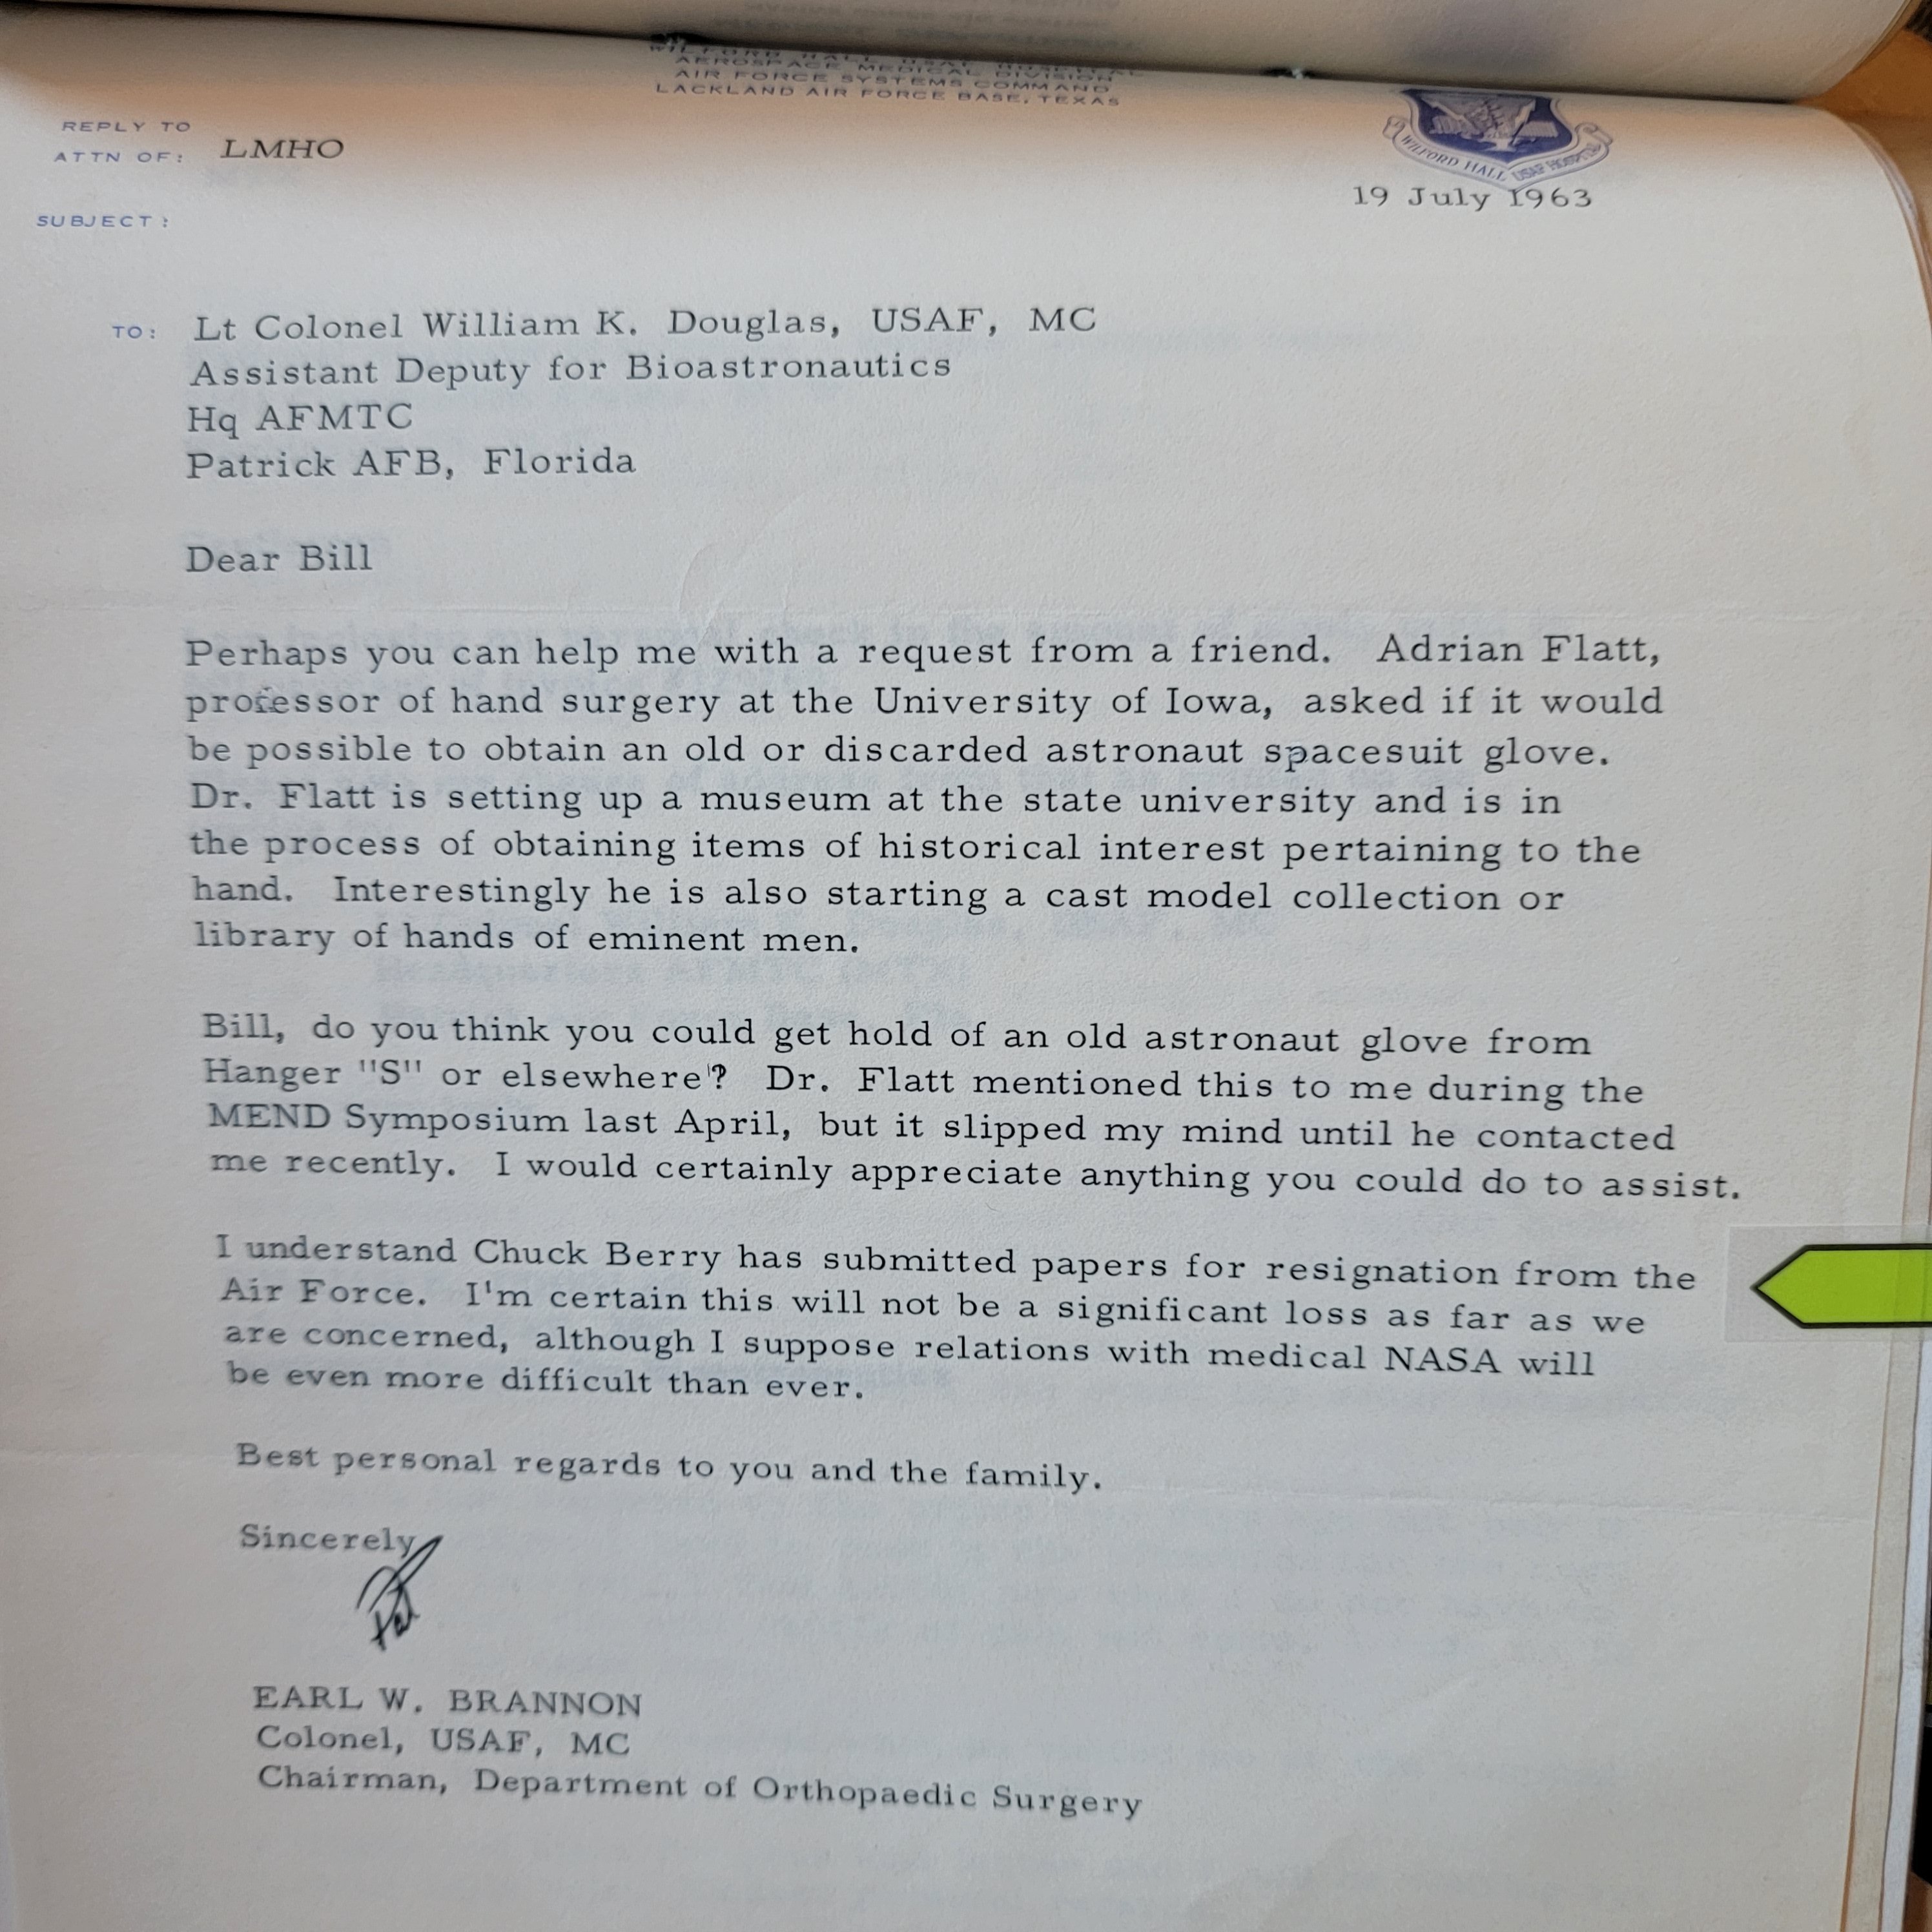 WILFORD HALL USAF HOSPITAL
AEROSPACE MEDICAL DIVISION
AIR FORCE SYSTEMS COMMAND
LACKLAND AIR FORCE BASE, TEXAS
REPLY TO
ATTN OF: LMHO
WILFORD HALL USAF HOSPITAL
19 July 1963
SUBJECT:
TO: Lt Colonel William K. Douglas, USAF, MC
Assistant Deputy for Bioastronautics
Hq AFMTC
Patrick AFB, Florida
Dear Bill
Perhaps you can help me with a request from a friend. Adrian Flatt,
professor of hand surgery at the University of Iowa, asked if it would
be possible to obtain an old or discarded astronaut spacesuit glove.
Dr. Flatt is setting up a museum at the state university and is in
the process of obtaining items of historical interest pertaining to the
hand. Interestingly he is also starting a cast model collection or
library of hands of eminent men.
Bill, do you think you could get hold of an old astronaut glove from
Hanger "S" or elsewhere? Dr. Flatt mentioned this to me during the
MEND Symposium last April, but it slipped my mind until he contacted
me recently. I would certainly appreciate anything you could do to assist.
I understand Chuck Berry has submitted papers for resignation from the
Air Force. I'm certain this will not be a significant loss as far as we
are concerned, although I suppose relations with medical NASA will
be even more difficult than ever.
Best personal regards to you and the family.
Sincerely
EARL W. BRANNON
Colonel, USAF, MC
Chairman, Department of Orthopaedic Surgery